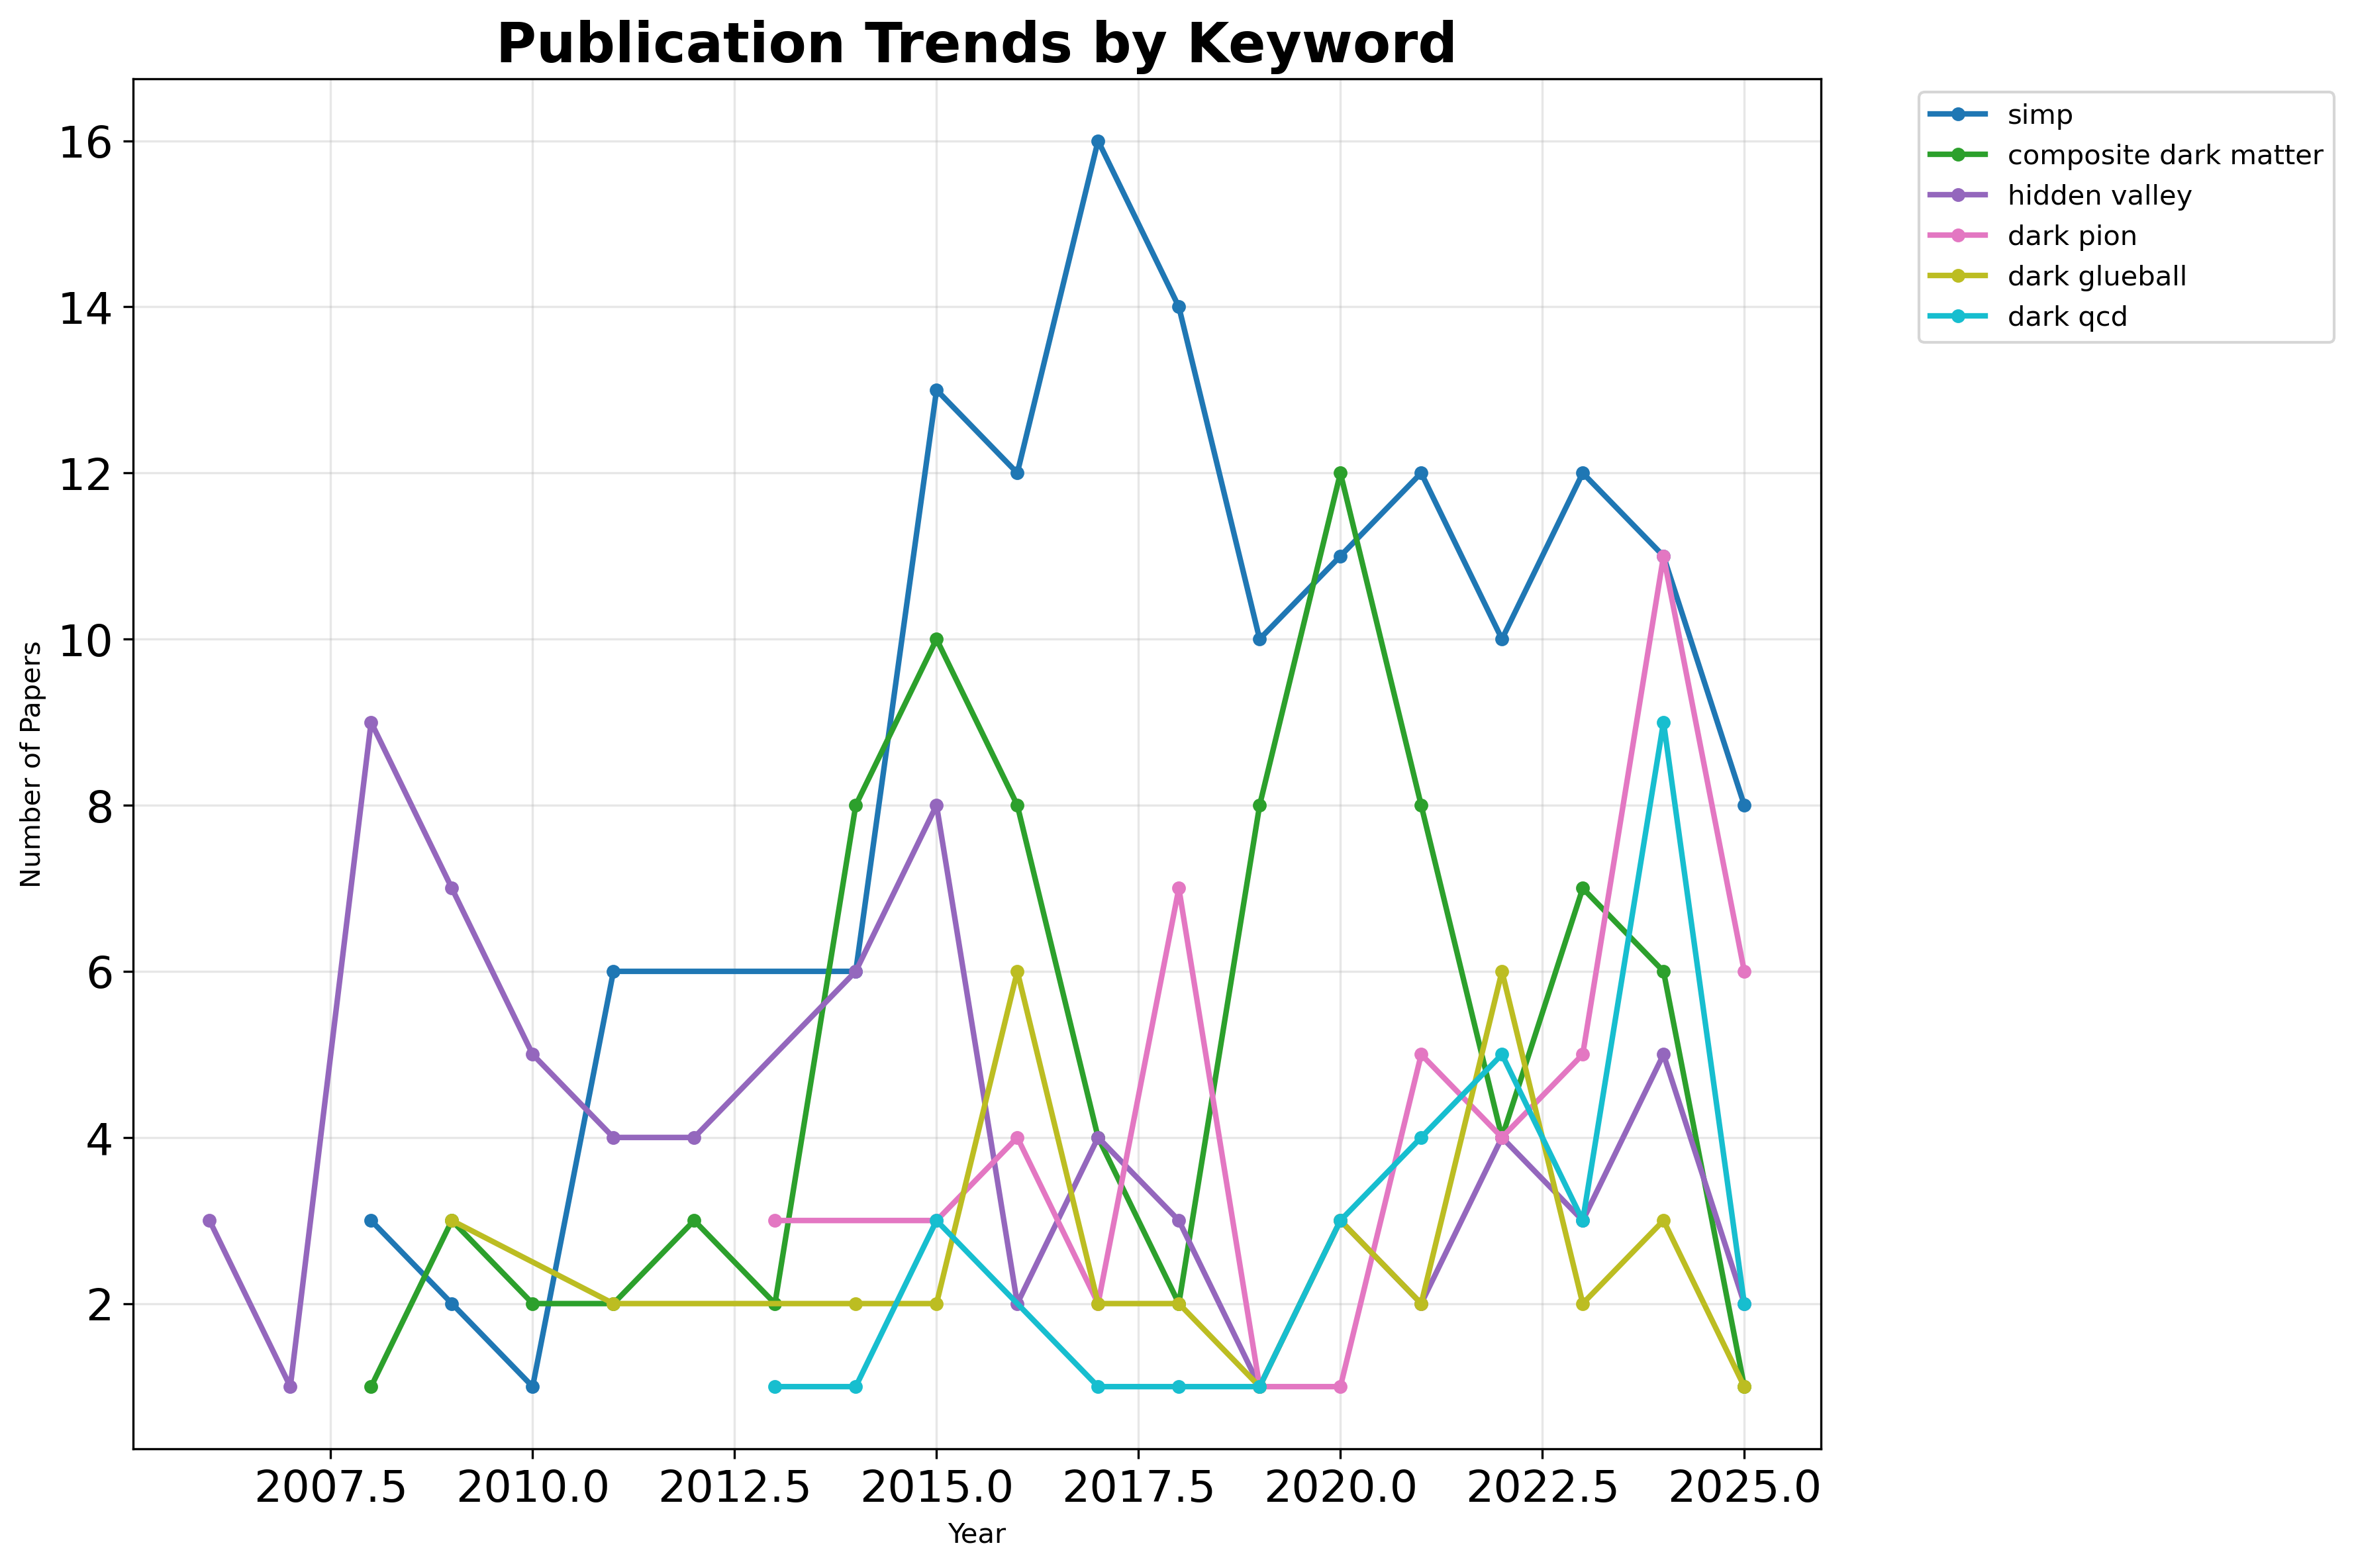 Publication Trends by Keyword
16
14
12
10
8
6
4
2
Number of Papers
2007.5 2010.0 2012.5 2015.0 2017.5 2020.0 2022.5 2025.0
Year
simp
composite dark matter
hidden valley
dark pion
dark glueball
dark qcd